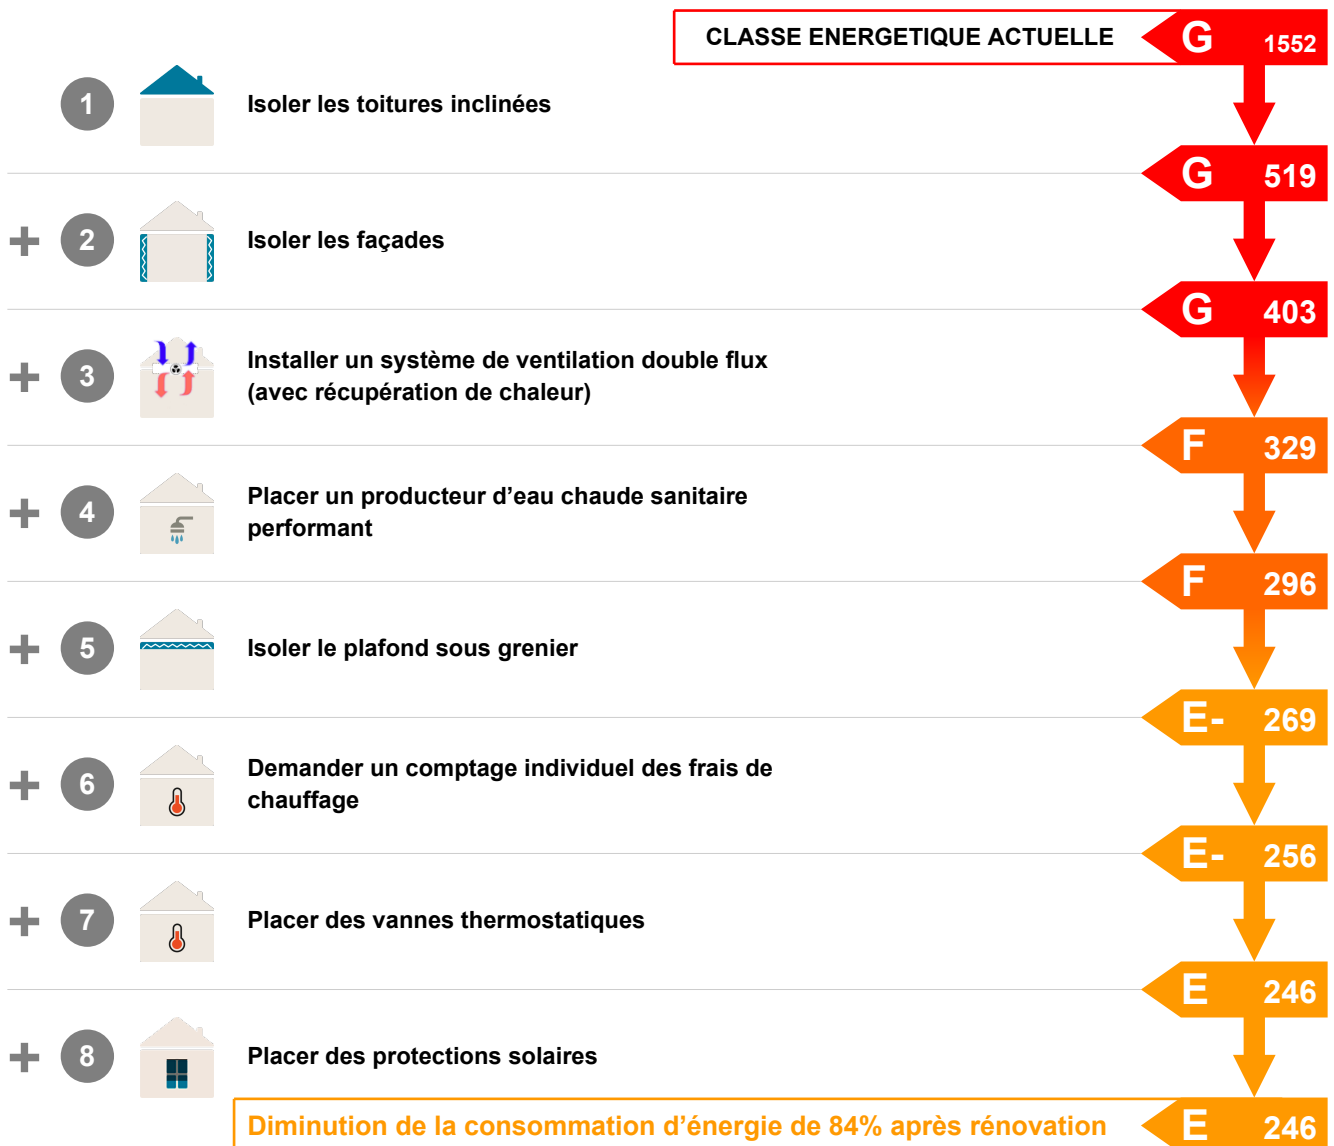 CLASSE ENERGETIQUE ACTUELLE G 1552
1 Isoler les toitures inclinées
G 519
+ 2 Isoler les façades
G 403
+ 3 Installer un système de ventilation double flux
(avec récupération de chaleur)
F 329
+ 4 Placer un producteur d’eau chaude sanitaire
performant
F 296
+ 5 Isoler le plafond sous grenier
E- 269
+ 6 Demander un comptage individuel des frais de
chauffage
E- 256
+ 7 Placer des vannes thermostatiques
E 246
+ 8 Placer des protections solaires
Diminution de la consommation d’énergie de 84% après rénovation E 246